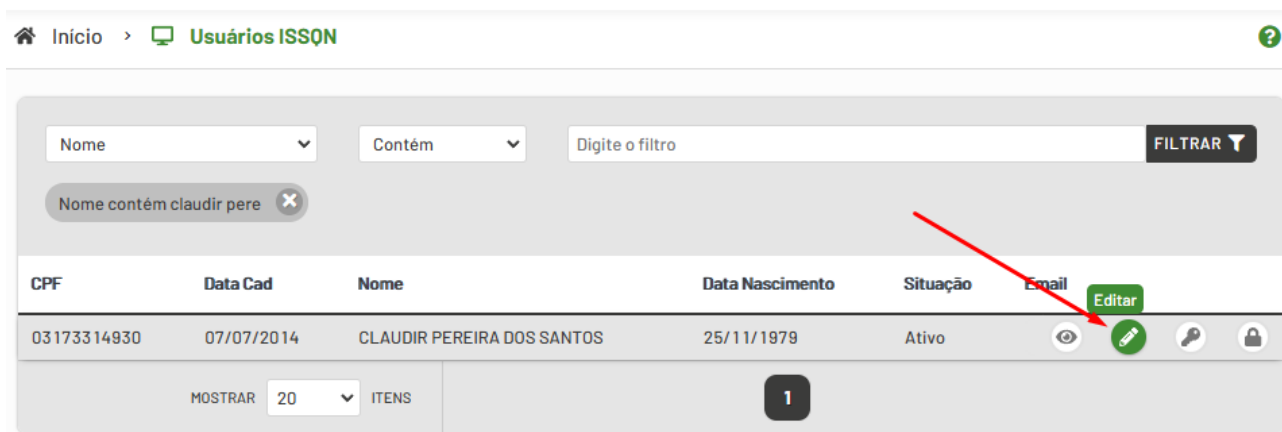 Início > Usuários ISSQN
Nome Contém Digite o filtro FILTRAR
Nome contém claudir pere
CPF Data Cad Nome Data Nascimento Situação Email
Editar
03173314930 07/07/2014 CLAUDIR PEREIRA DOS SANTOS 25/11/1979 Ativo
MOSTRAR 20 ITENS 1